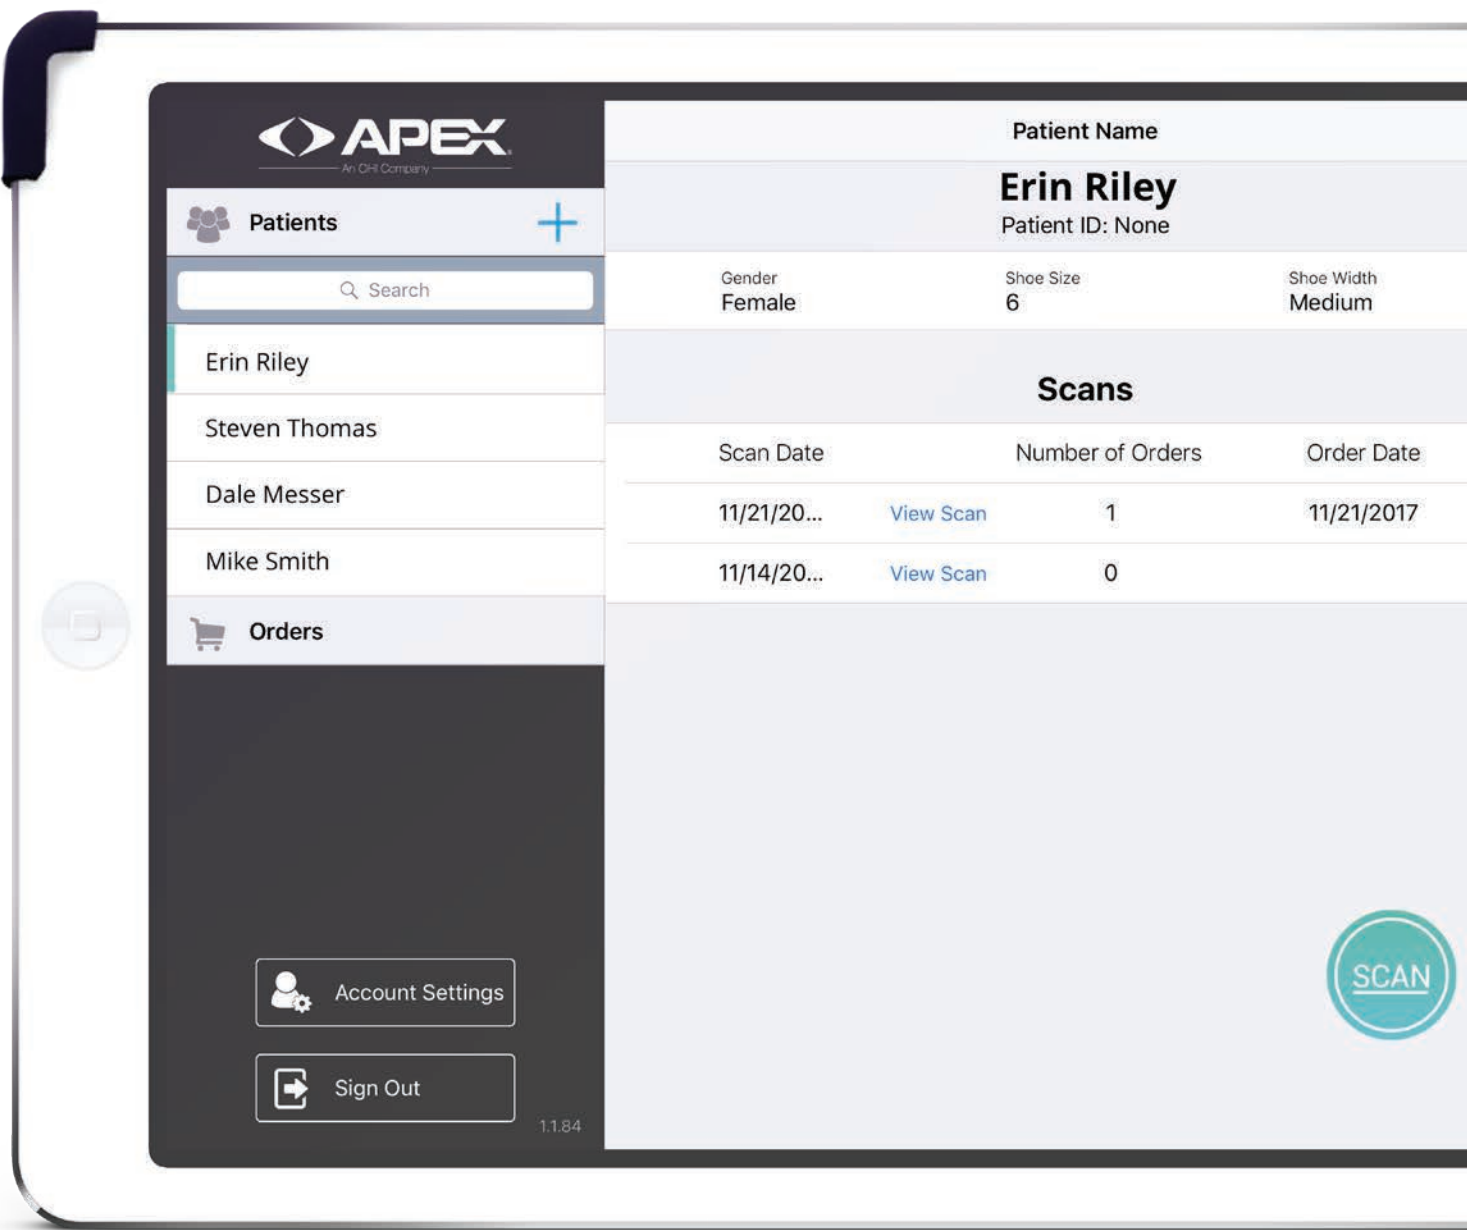 APEX
An OHI Company
Patients
Search
Erin Riley
Steven Thomas
Dale Messer
Mike Smith
Orders
Account Settings
Sign Out
1.1.84
Patient Name
Erin Riley
Patient ID: None
Gender Shoe Size Shoe Width
Female 6 Medium
Scans
Scan Date Number of Orders Order Date
11/21/20... View Scan 1 11/21/2017
11/14/20... View Scan 0
SCAN